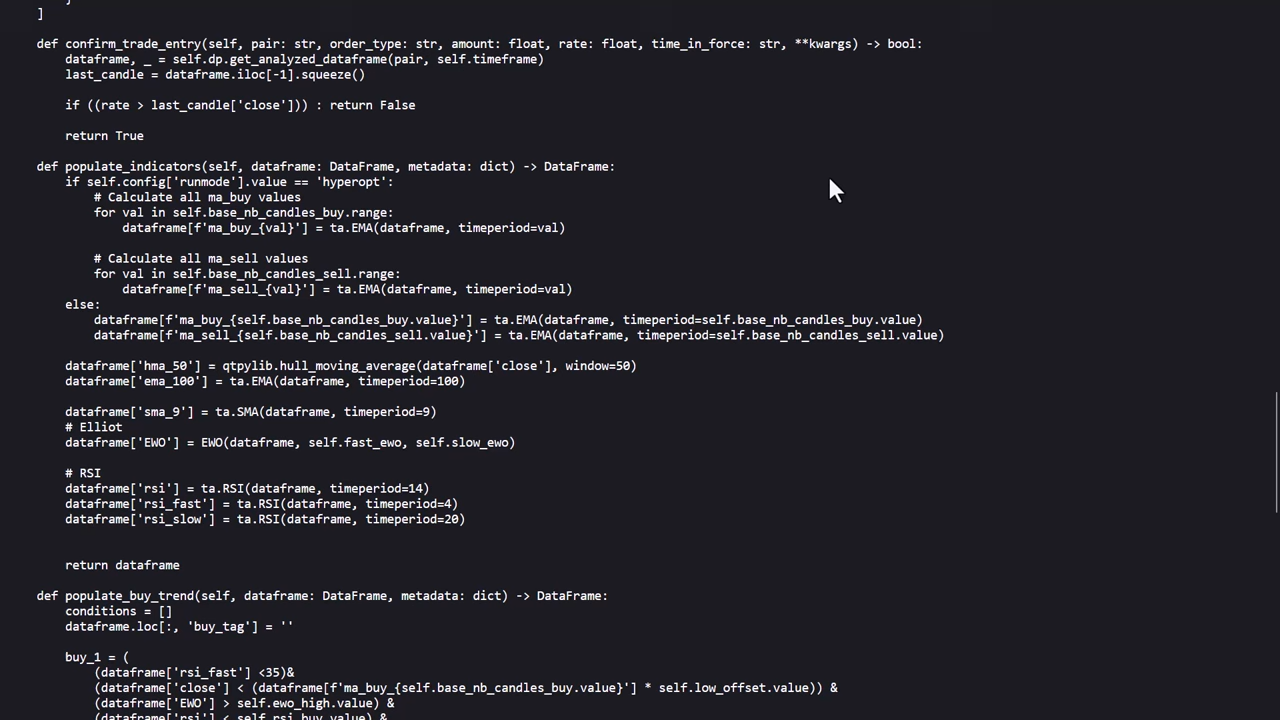 ]
def confirm_trade_entry(self, pair: str, order_type: str, amount: float, rate: float, time_in_force: str, **kwargs) -> bool:
dataframe, _ = self.dp.get_analyzed_dataframe(pair, self.timeframe)
last_candle = dataframe.iloc[-1].squeeze()
if ((rate > last_candle['close'])) : return False
return True
def populate_indicators(self, dataframe: DataFrame, metadata: dict) -> DataFrame:
if self.config['runmode'].value == 'hyperopt':
# Calculate all ma_buy values
for val in self.base_nb_candles_buy.range:
dataframe[f'ma_buy_{val}'] = ta.EMA(dataframe, timeperiod=val)
# Calculate all ma_sell values
for val in self.base_nb_candles_sell.range:
dataframe[f'ma_sell_{val}'] = ta.EMA(dataframe, timeperiod=val)
else:
dataframe[f'ma_buy_{self.base_nb_candles_buy.value}'] = ta.EMA(dataframe, timeperiod=self.base_nb_candles_buy.value)
dataframe[f'ma_sell_{self.base_nb_candles_sell.value}'] = ta.EMA(dataframe, timeperiod=self.base_nb_candles_sell.value)
dataframe['hma_50'] = qtpylib.hull_moving_average(dataframe['close'], window=50)
dataframe['ema_100'] = ta.EMA(dataframe, timeperiod=100)
dataframe['sma_9'] = ta.SMA(dataframe, timeperiod=9)
# Elliot
dataframe['EWO'] = EWO(dataframe, self.fast_ewo, self.slow_ewo)
# RSI
dataframe['rsi'] = ta.RSI(dataframe, timeperiod=14)
dataframe['rsi_fast'] = ta.RSI(dataframe, timeperiod=4)
dataframe['rsi_slow'] = ta.RSI(dataframe, timeperiod=20)
return dataframe
def populate_buy_trend(self, dataframe: DataFrame, metadata: dict) -> DataFrame:
conditions = []
dataframe.loc[:, 'buy_tag'] = ''
buy_1 = (
(dataframe['rsi_fast'] <35)&
(dataframe['close'] < (dataframe[f'ma_buy_{self.base_nb_candles_buy.value}'] * self.low_offset.value)) &
(dataframe['EWO'] > self.ewo_high.value) &
(dataframe['rsi'] < self.rsi_buy.value) &